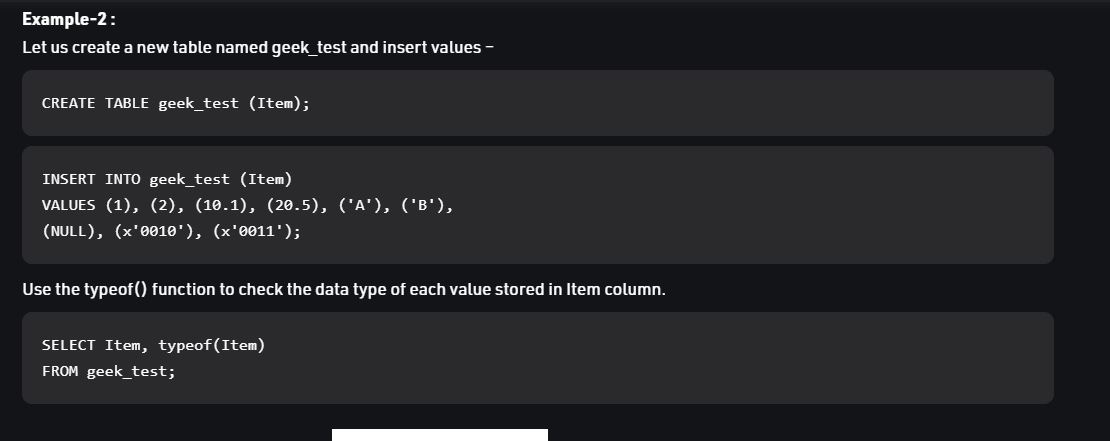 Example-2 :
Let us create a new table named geek_test and insert values –
CREATE TABLE geek_test (Item);
INSERT INTO geek_test (Item)
VALUES (1), (2), (10.1), (20.5), ('A'), ('B'),
(NULL), (x'0010'), (x'0011');
Use the typeof() function to check the data type of each value stored in Item column.
SELECT Item, typeof(Item)
FROM geek_test;